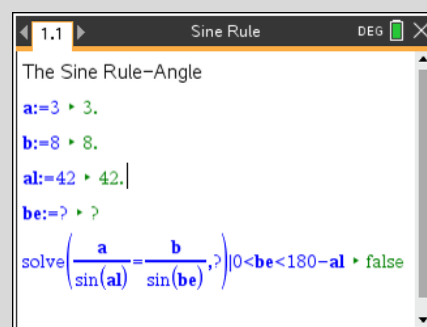 1.1 Sine Rule DEG
The Sine Rule–Angle
a:=3 ▸ 3.
b:=8 ▸ 8.
al:=42 ▸ 42.
be:=? ▸ ?
solve(a/sin(al)=b/sin(be),?)|0<be<180−al ▸ false